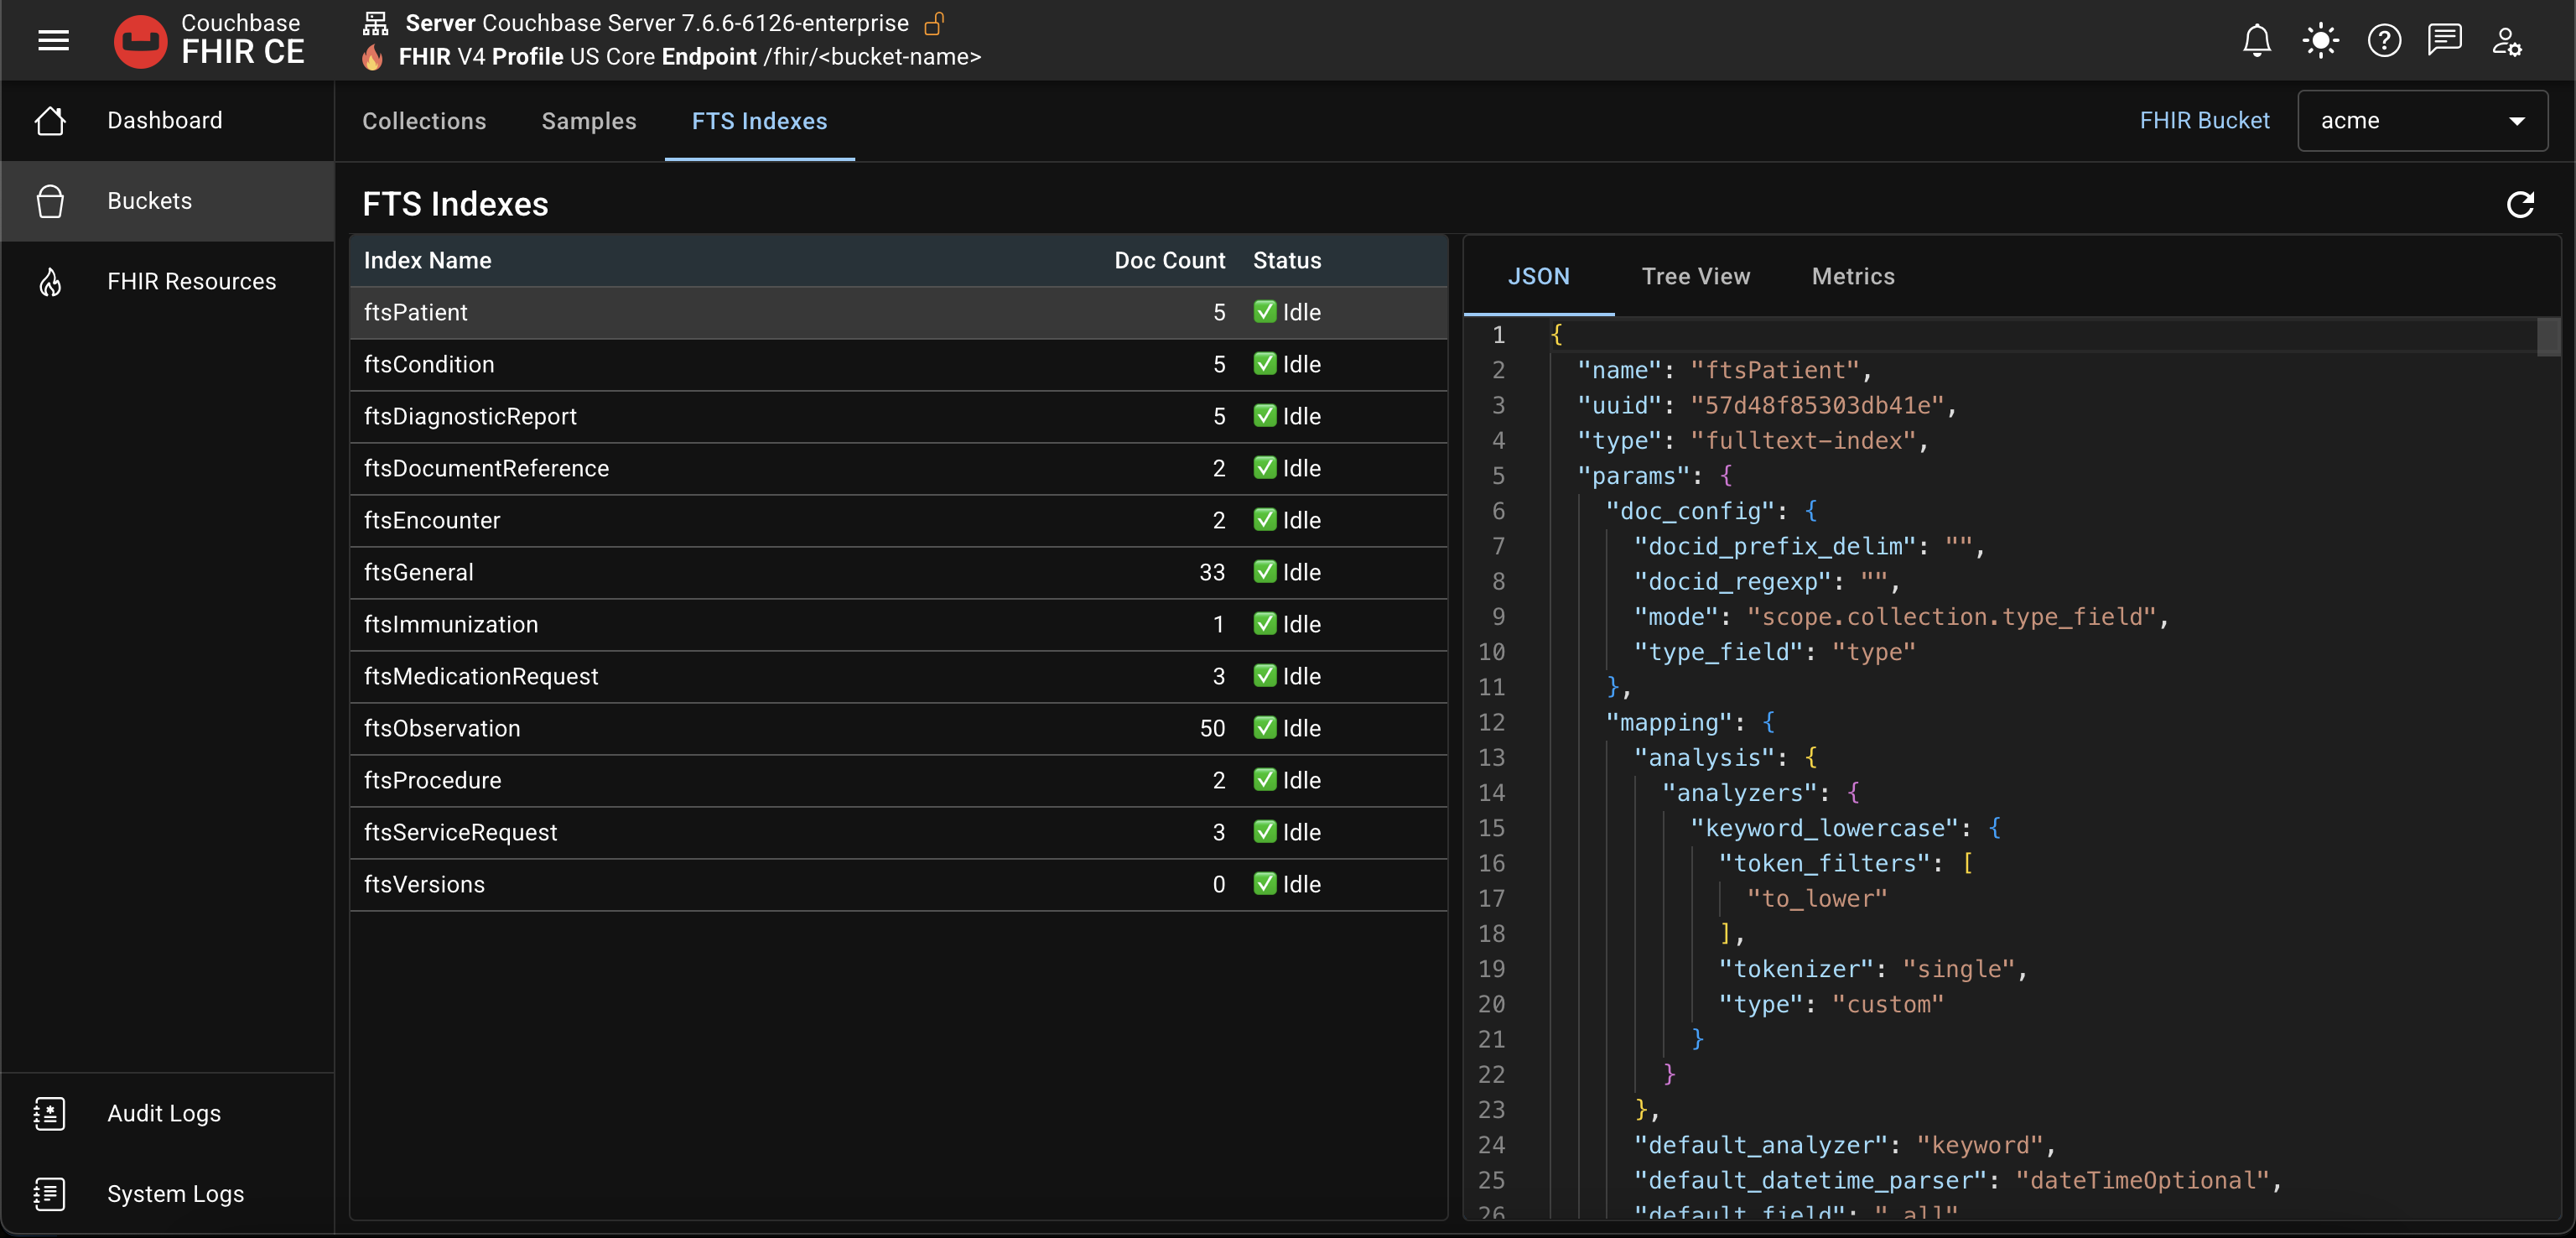 Couchbase
FHIR CE
Server Couchbase Server 7.6.6-6126-enterprise
FHIR V4 Profile US Core Endpoint /fhir/<bucket-name>
Dashboard
Buckets
FHIR Resources
Audit Logs
System Logs
Collections
Samples
FTS Indexes
FHIR Bucket
acme
FTS Indexes
Index Name Doc Count Status
ftsPatient 5 ✅ Idle
ftsCondition 5 ✅ Idle
ftsDiagnosticReport 5 ✅ Idle
ftsDocumentReference 2 ✅ Idle
ftsEncounter 2 ✅ Idle
ftsGeneral 33 ✅ Idle
ftsImmunization 1 ✅ Idle
ftsMedicationRequest 3 ✅ Idle
ftsObservation 50 ✅ Idle
ftsProcedure 2 ✅ Idle
ftsServiceRequest 3 ✅ Idle
ftsVersions 0 ✅ Idle
JSON
Tree View
Metrics
1 {
2 "name": "ftsPatient",
3 "uuid": "57d48f85303db41e",
4 "type": "fulltext-index",
5 "params": {
6 "doc_config": {
7 "docid_prefix_delim": "",
8 "docid_regexp": "",
9 "mode": "scope.collection.type_field",
10 "type_field": "type"
11 },
12 "mapping": {
13 "analysis": {
14 "analyzers": {
15 "keyword_lowercase": {
16 "token_filters": [
17 "to_lower"
18 ],
19 "tokenizer": "single",
20 "type": "custom"
21 }
22 }
23 },
24 "default_analyzer": "keyword",
25 "default_datetime_parser": "dateTimeOptional",
26 "default_field": "_all"